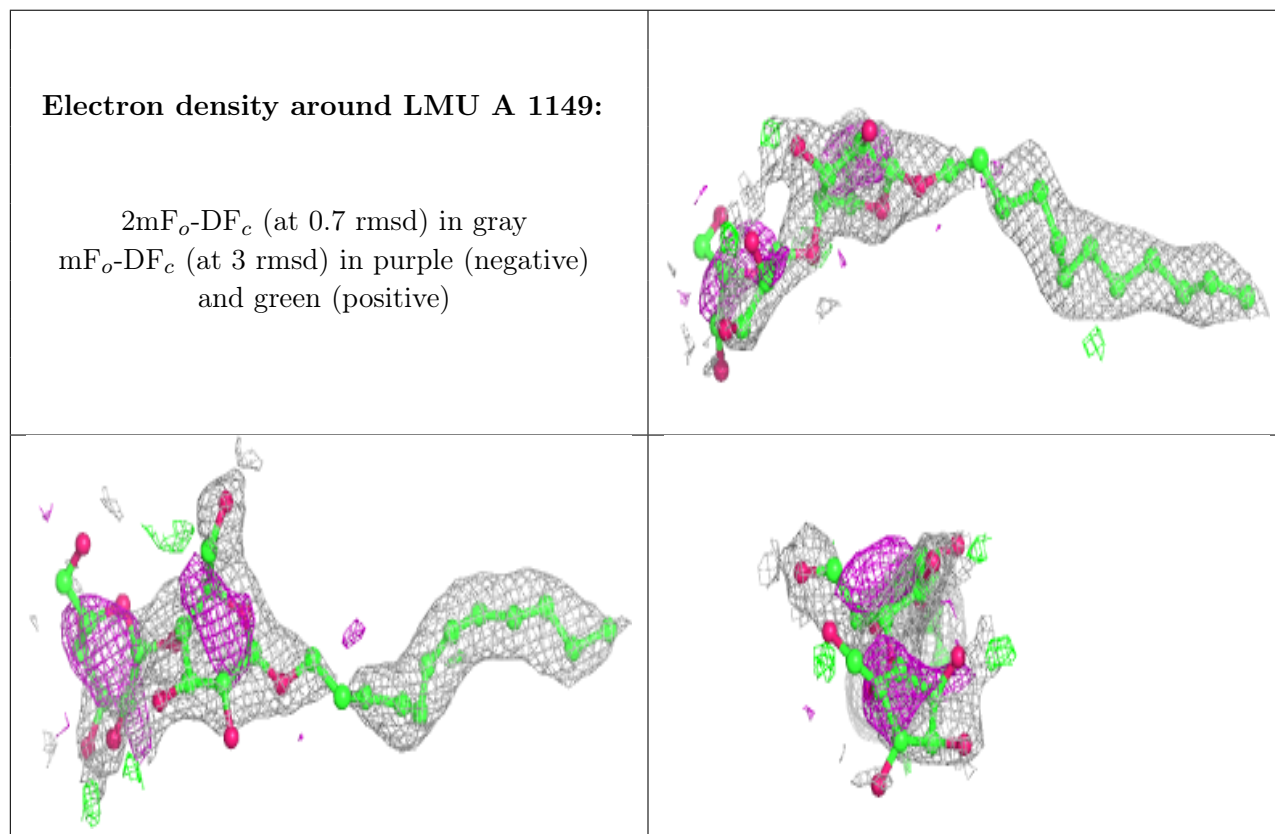 Electron density around LMU A 1149:
2mFo-DFc (at 0.7 rmsd) in gray
mFo-DFc (at 3 rmsd) in purple (negative)
and green (positive)